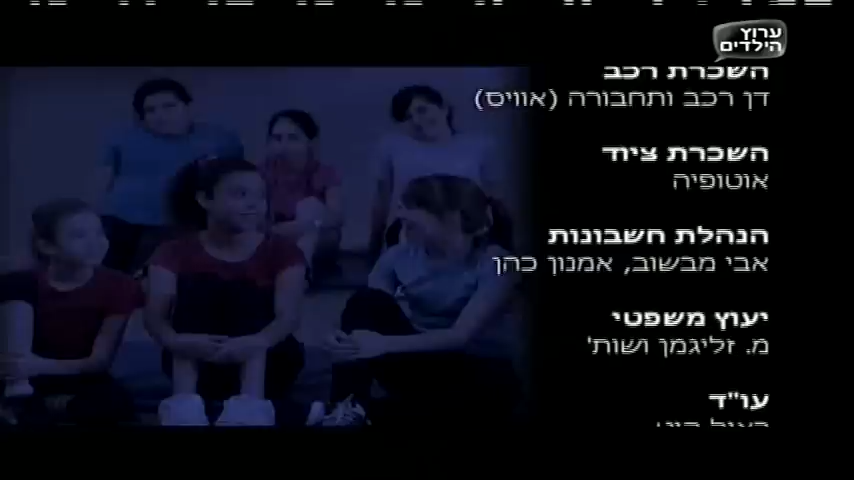 ערוץ
הילדים
השכרת רכב
דן רכב ותחבורה (אוויס)
השכרת ציוד
אוטופיה
הנהלת חשבונות
אבי מבשוב, אמנון כהן
יעוץ משפטי
מ. זליגמן ושות'
עו"ד